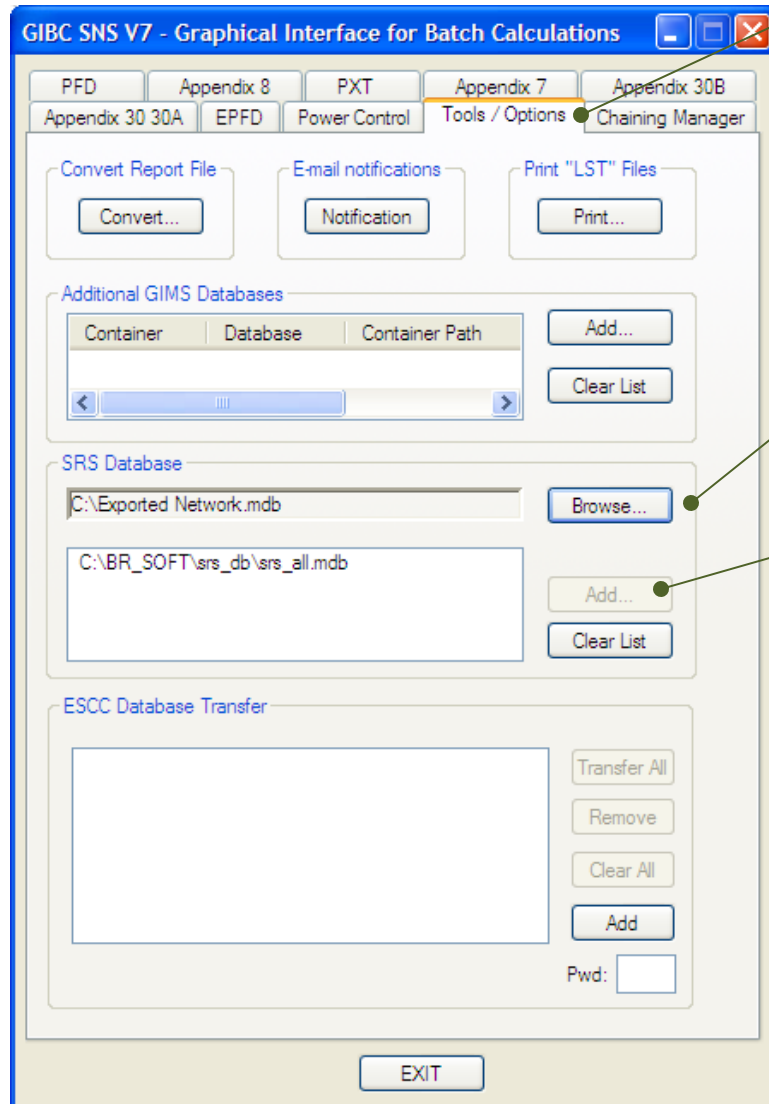 GIBC SNS V7 - Graphical Interface for Batch Calculations
PFD Appendix 8 PXT Appendix 7 Appendix 30B
Appendix 30 30A EPFD Power Control Tools / Options Chaining Manager
Convert Report File E-mail notifications Print "LST" Files
Convert... Notification Print...
Additional GIMS Databases
Container Database Container Path
Add...
Clear List
SRS Database
C:\Exported Network.mdb Browse...
C:\BR_SOFT\srs_db\srs_all.mdb
Add...
Clear List
ESCC Database Transfer
Transfer All
Remove
Clear All
Add
Pwd:
EXIT